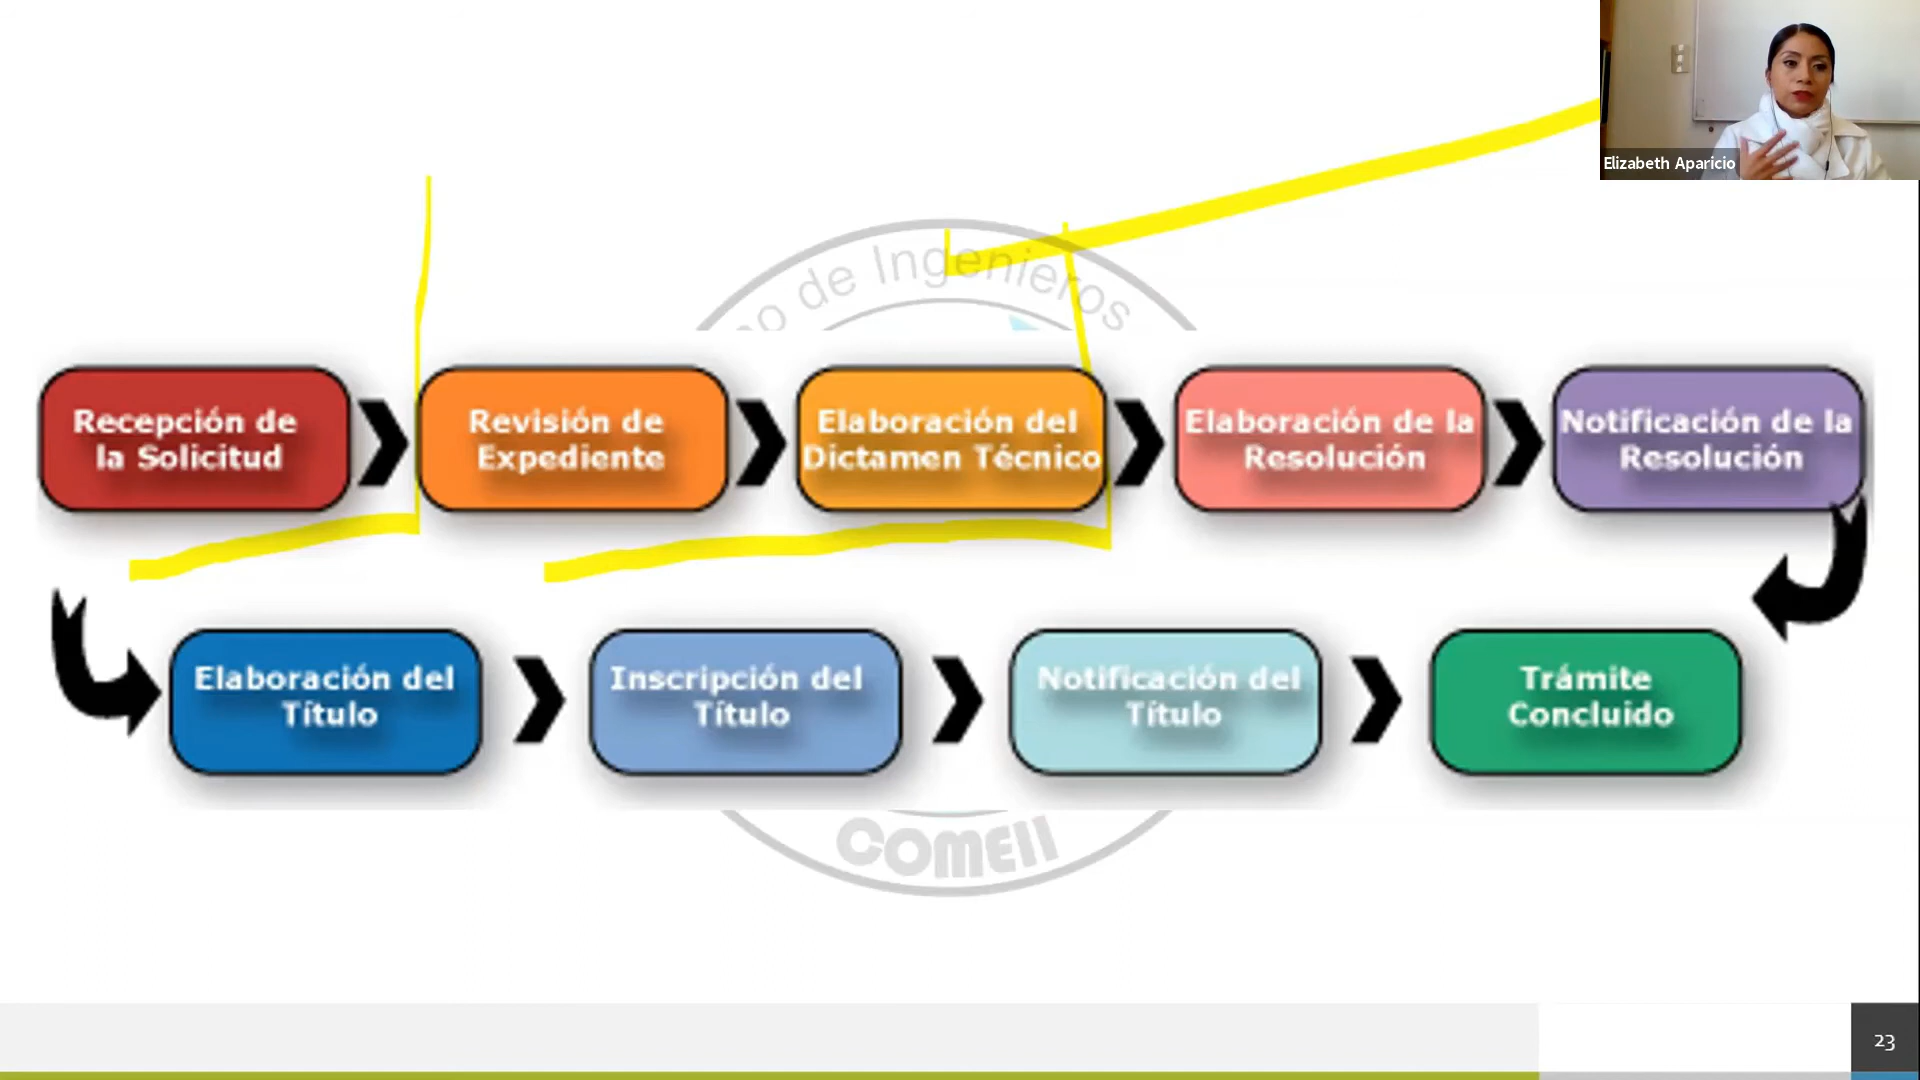 Elizabeth Aparicio
de Ingenieros
Recepción de
la Solicitud
Revisión de
Expediente
Elaboración del
Dictamen Técnico
Elaboración de la
Resolución
Notificación de la
Resolución
Elaboración del
Título
Inscripción del
Título
Notificación del
Título
Trámite
Concluido
COMEII
23